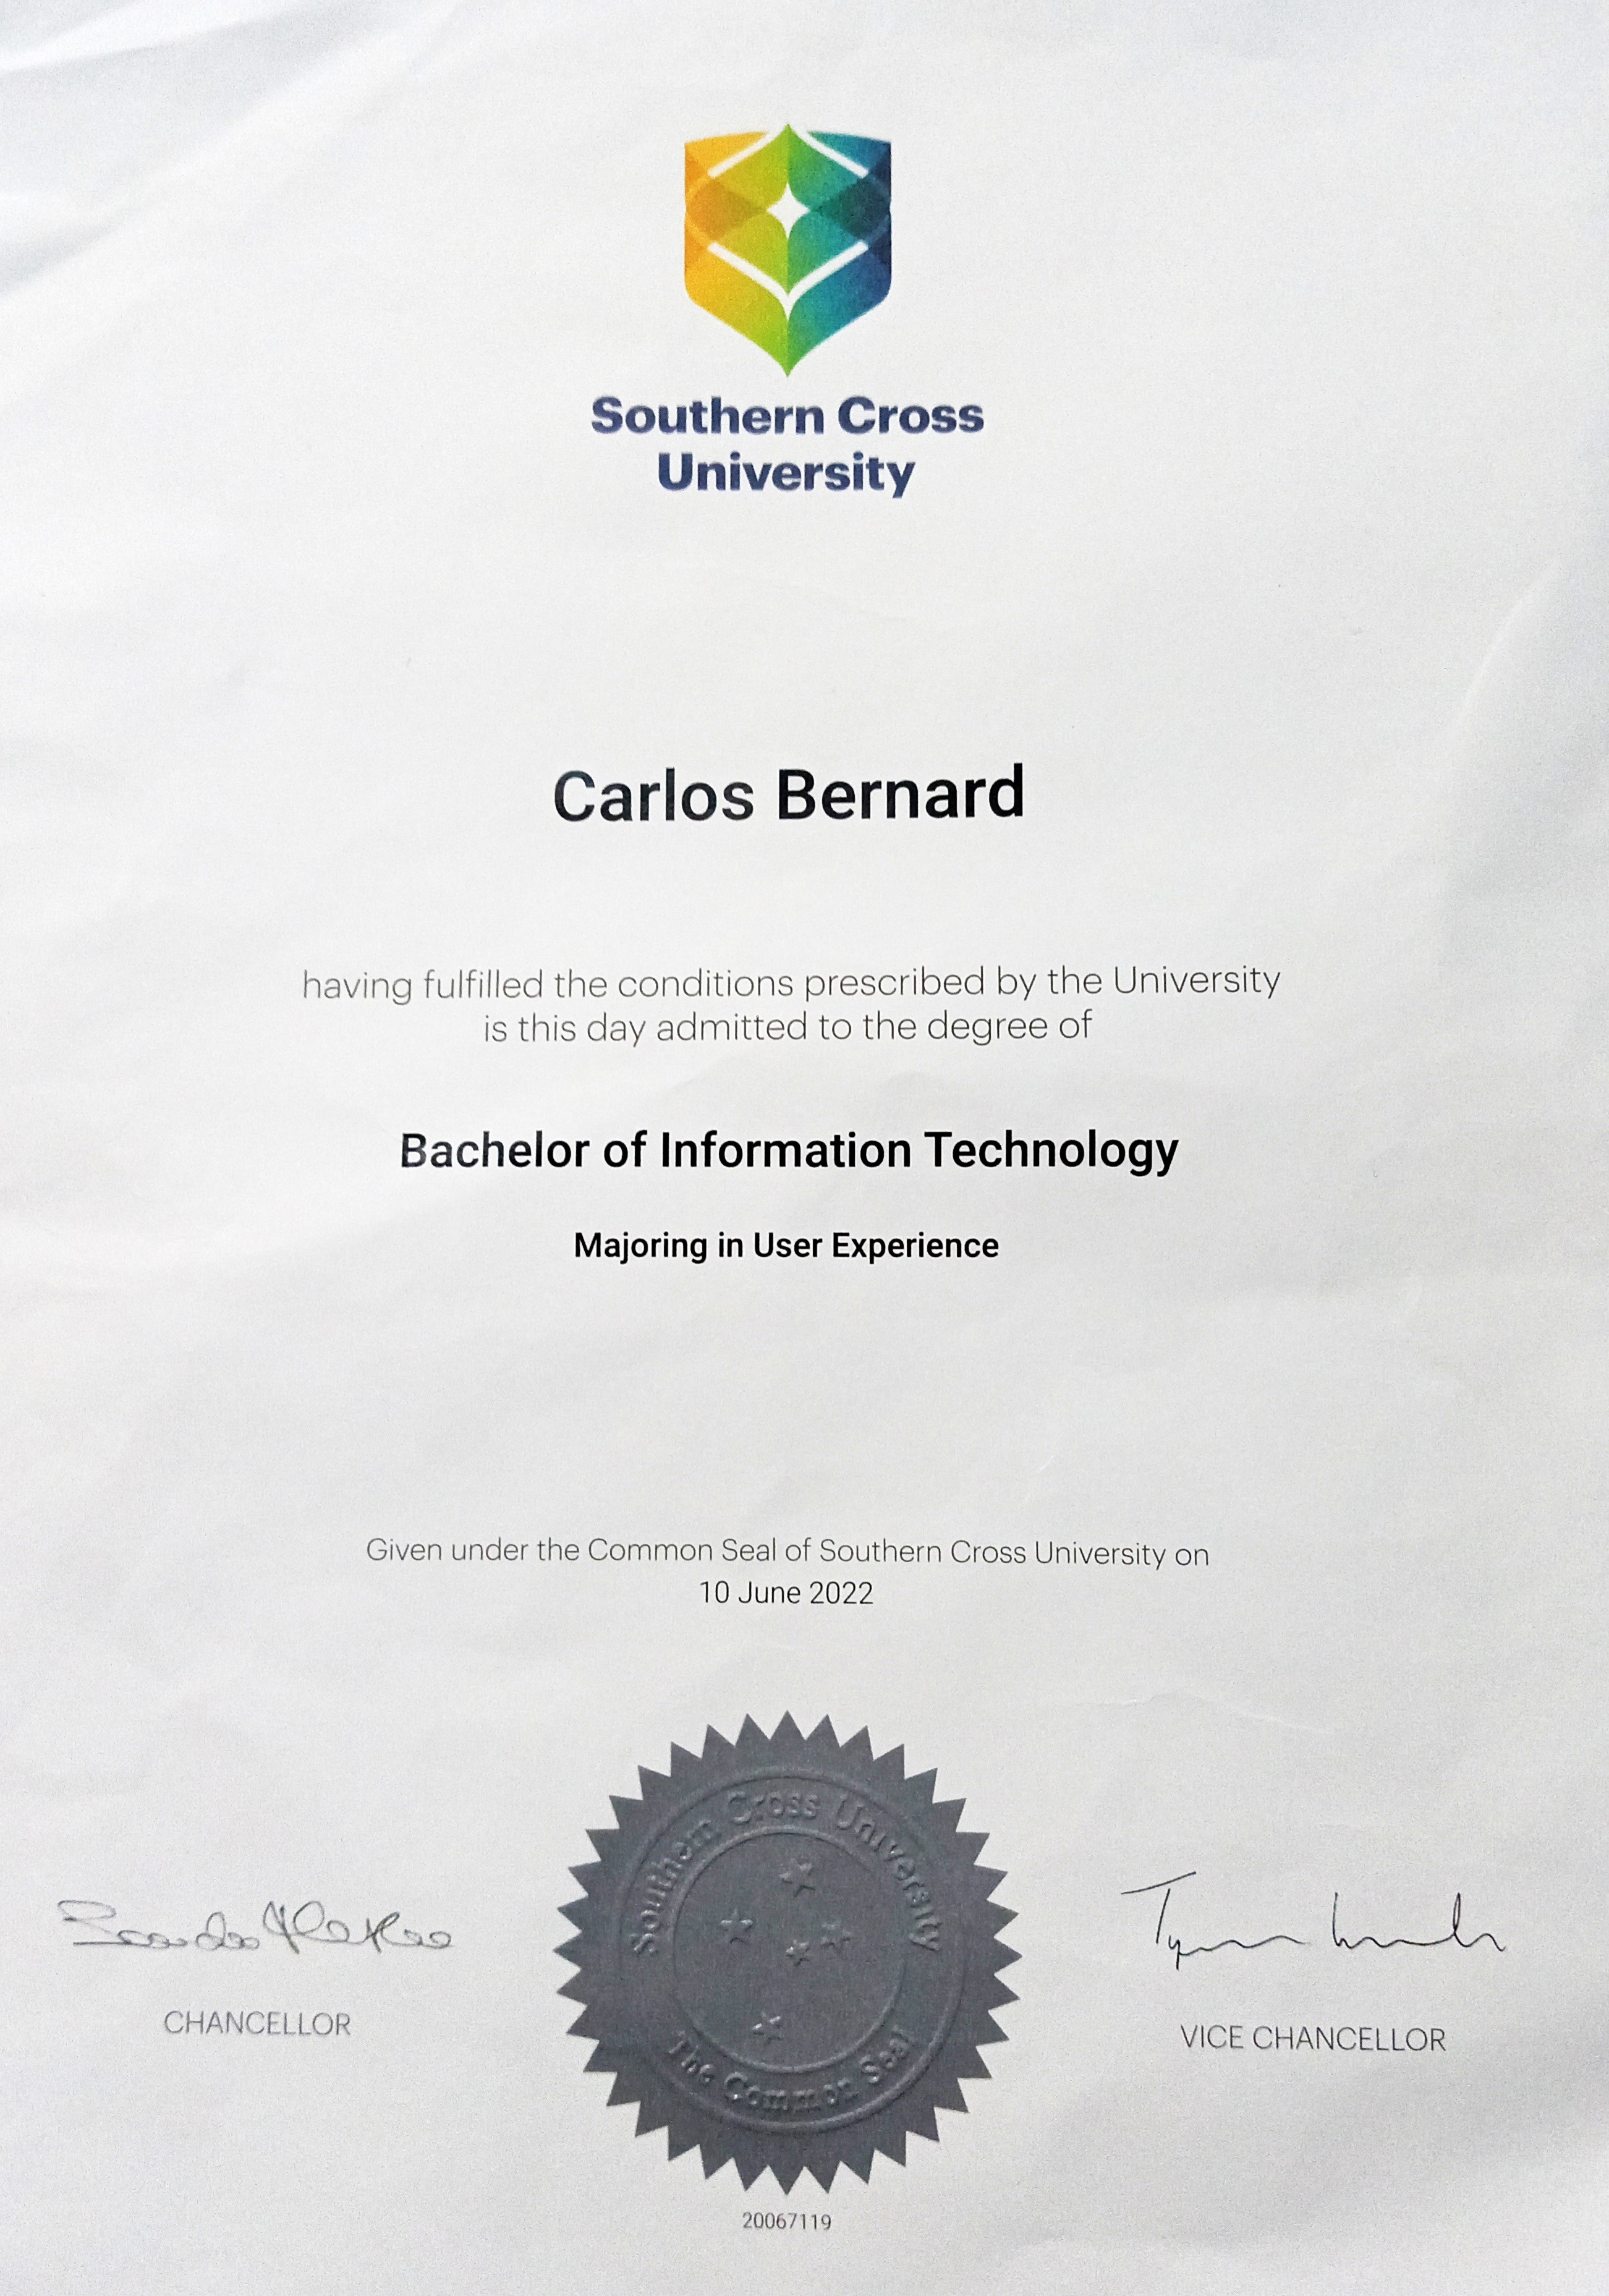 Southern Cross
University
Carlos Bernard
having fulfilled the conditions prescribed by the University
is this day admitted to the degree of
Bachelor of Information Technology
Majoring in User Experience
Given under the Common Seal of Southern Cross University on
10 June 2022
Southern Cross University
The Common Seal
CHANCELLOR
VICE CHANCELLOR
20067119